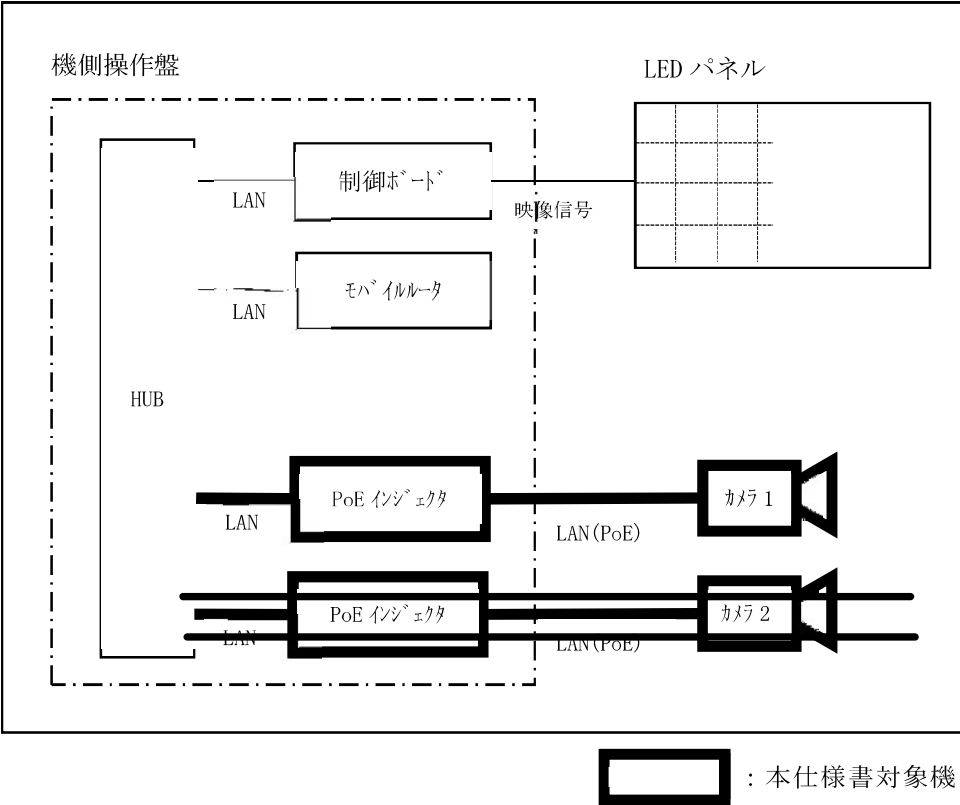 機側操作盤
LED パネル
制御ボード
LAN
映像信号
モバイルルータ
LAN
HUB
PoE インジェクタ
カメラ 1
LAN
LAN(PoE)
PoE インジェクタ
カメラ 2
LAN
LAN(PoE)
：本仕様書対象機